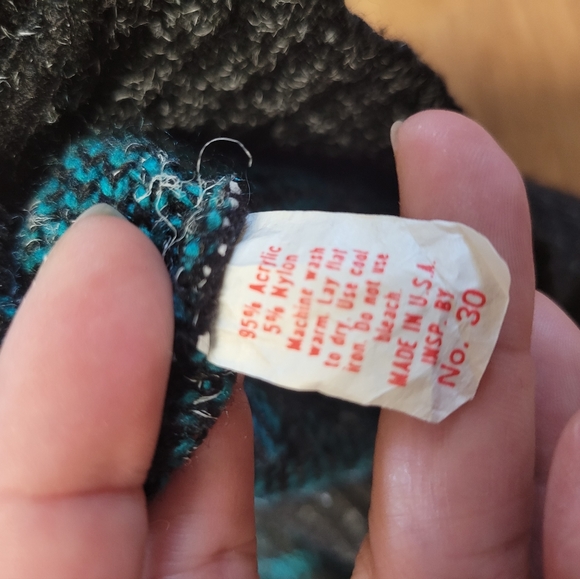 95% Acrylic
5% Nylon
Machine wash
warm. Lay flat
to dry. Use cool
iron. Do not use
bleach.
MADE IN U.S.A.
INSP. BY
No. 30